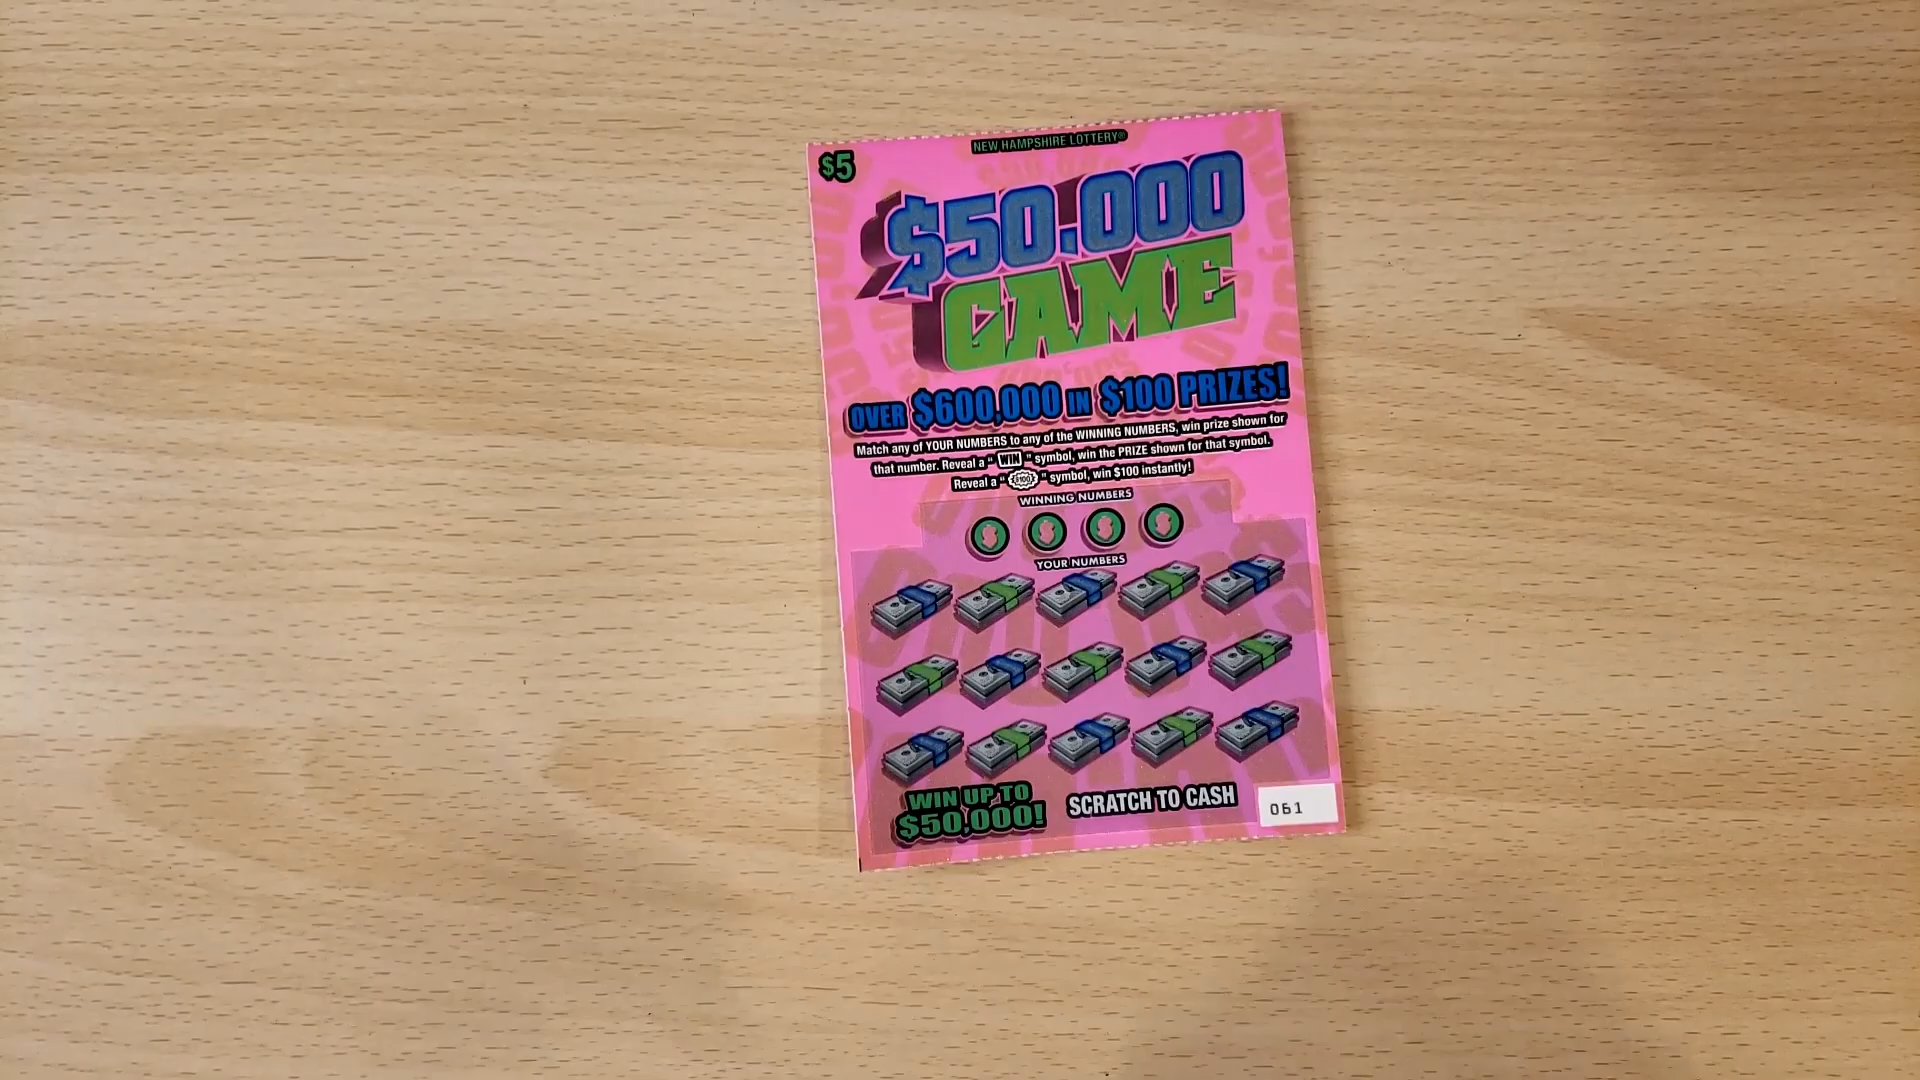 NEW HAMPSHIRE LOTTERY®
$5
$50,000
GAME
OVER $600,000 IN $100 PRIZES!
Match any of YOUR NUMBERS to any of the WINNING NUMBERS, win prize shown for
that number. Reveal a "WIN" symbol, win the PRIZE shown for that symbol.
Reveal a "$100" symbol, win $100 instantly!
WINNING NUMBERS
$ $ $ $
YOUR NUMBERS
WIN UP TO
$50,000!
SCRATCH TO CASH
061